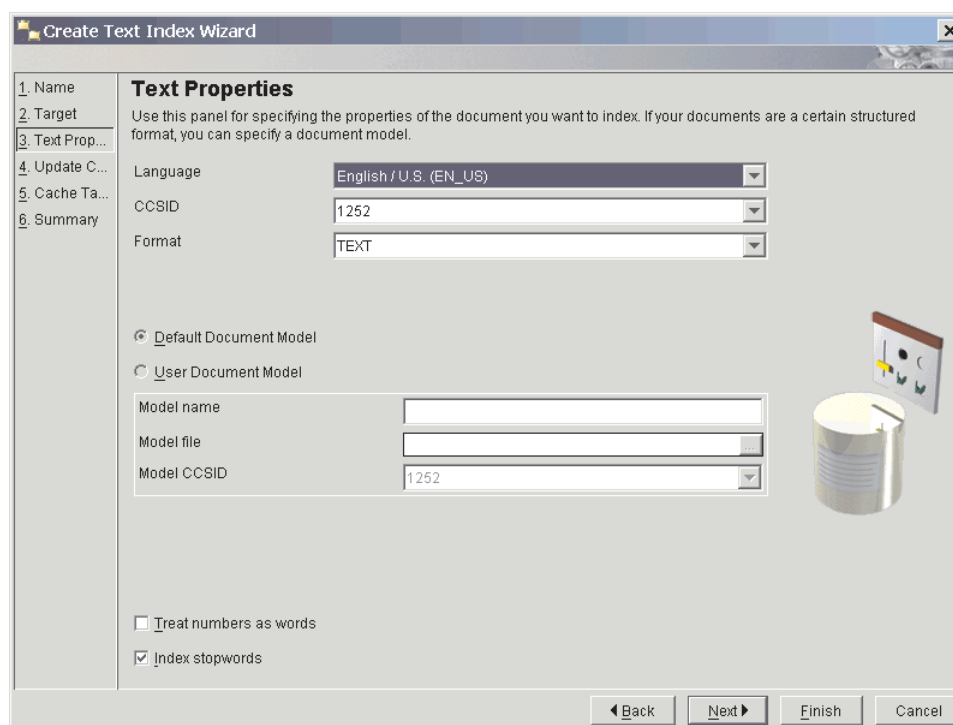 Create Text Index Wizard
1. Name
2. Target
3. Text Prop...
4. Update C...
5. Cache Ta...
6. Summary
Text Properties
Use this panel for specifying the properties of the document you want to index. If your documents are a certain structured
format, you can specify a document model.
Language
English / U.S. (EN_US)
CCSID
1252
Format
TEXT
Default Document Model
User Document Model
Model name
Model file
...
Model CCSID
1252
Treat numbers as words
Index stopwords
Back
Next
Finish
Cancel